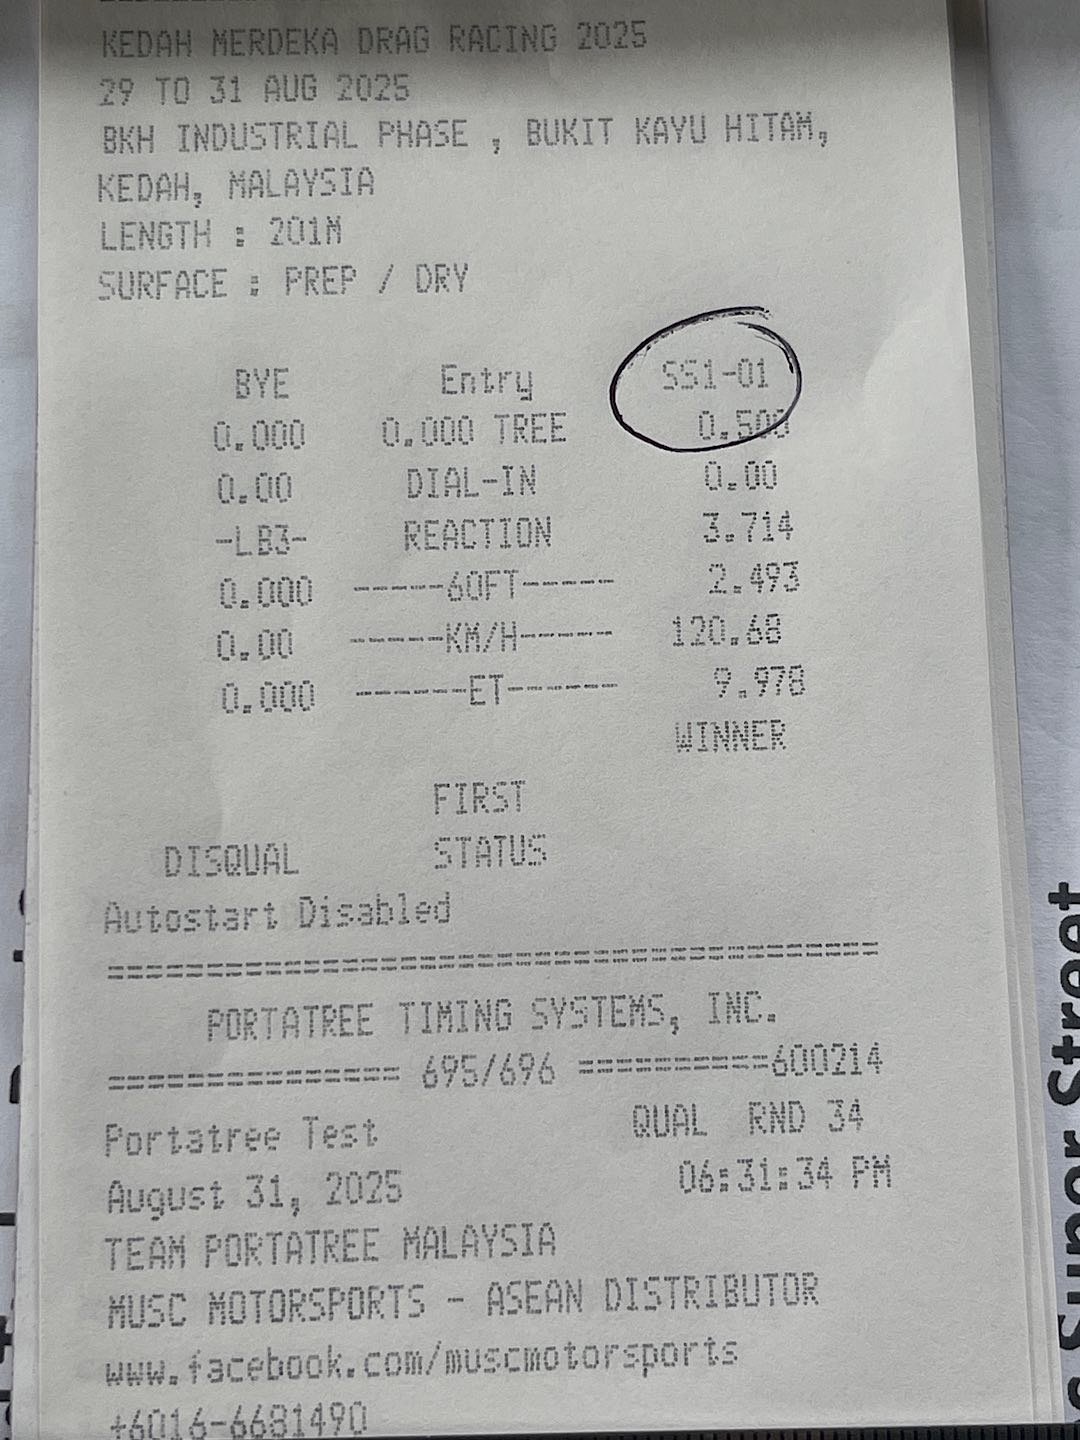 KEDAH MERDEKA DRAG RACING 2025
29 TO 31 AUG 2025
BKH INDUSTRIAL PHASE , BUKIT KAYU HITAM,
KEDAH, MALAYSIA
LENGTH : 201M
SURFACE : PREP / DRY
BYE Entry SS1-01
0.000 0.000 TREE 0.500
0.00 DIAL-IN 0.00
-LB3- REACTION 3.714
0.000 -------60FT------- 2.493
0.00 -------KM/H------- 120.68
0.000 --------ET-------- 9.978
WINNER
FIRST
DISQUAL STATUS
Autostart Disabled
==========================================
PORTATREE TIMING SYSTEMS, INC.
================ 695/696 ==========600214
Portatree Test QUAL RND 34
August 31, 2025 06:31:34 PM
TEAM PORTATREE MALAYSIA
MUSC MOTORSPORTS - ASEAN DISTRIBUTOR
www.facebook.com/muscmotorsports
+6016-6681490
Super Street